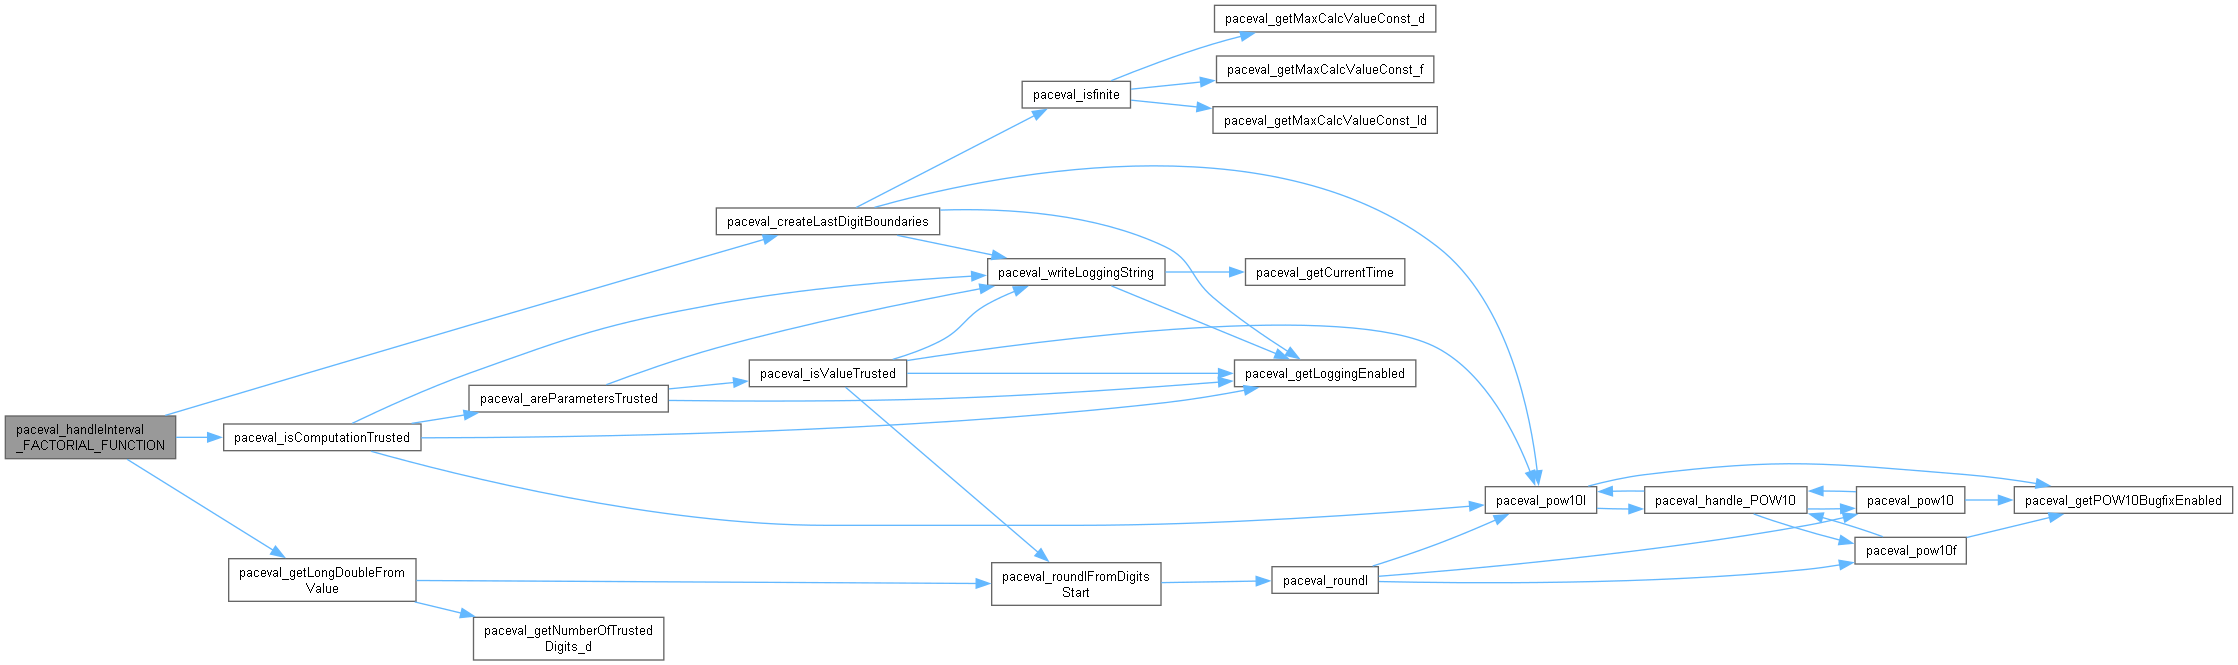 paceval_getMaxCalcValueConst_d
paceval_getMaxCalcValueConst_f
paceval_isfinite
paceval_getMaxCalcValueConst_ld
paceval_createLastDigitBoundaries
paceval_writeLoggingString
paceval_getCurrentTime
paceval_isValueTrusted
paceval_getLoggingEnabled
paceval_areParametersTrusted
paceval_handleInterval
_FACTORIAL_FUNCTION
paceval_isComputationTrusted
paceval_pow10l
paceval_handle_POW10
paceval_pow10
paceval_getPOW10BugfixEnabled
paceval_pow10f
paceval_getLongDoubleFrom
Value
paceval_roundlFromDigits
Start
paceval_roundl
paceval_getNumberOfTrusted
Digits_d